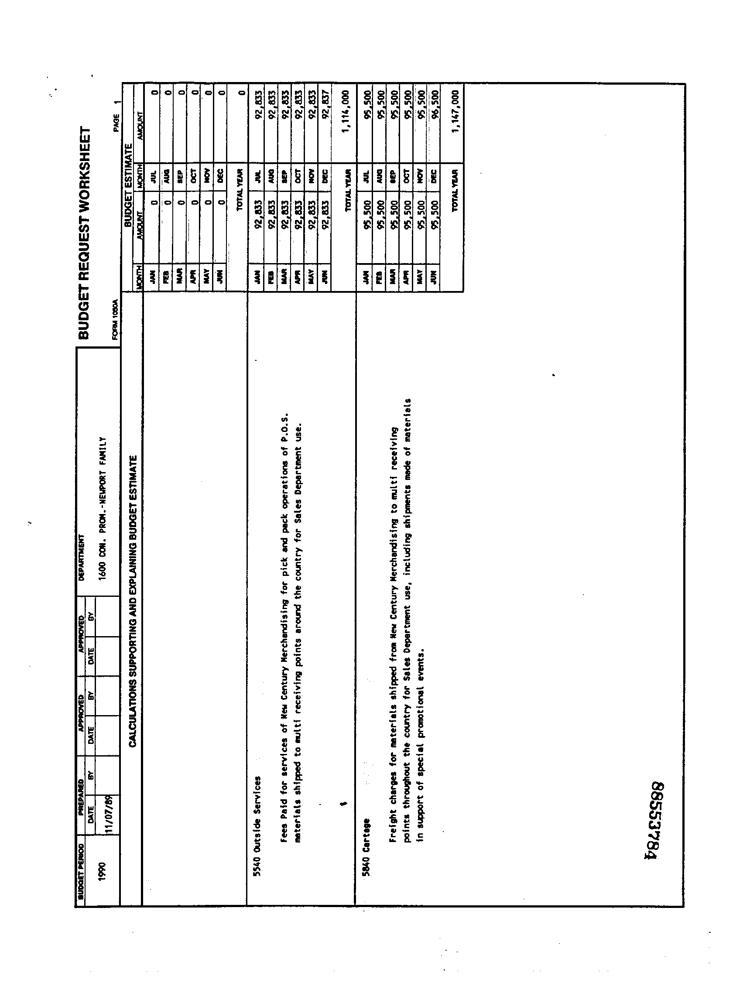 BUDGET REQUEST WORKSHEET
BUDGET PERIOD PREPARED APPROVED APPROVED DEPARTMENT
DATE BY DATE BY DATE BY
1990 11/07/89 1600 CON. PROM.-NEWPORT FAMILY
FORM 1050A PAGE 1
CALCULATIONS SUPPORTING AND EXPLAINING BUDGET ESTIMATE BUDGET ESTIMATE
MONTH AMOUNT MONTH AMOUNT
JAN 0 JUL 0
FEB 0 AUG 0
MAR 0 SEP 0
APR 0 OCT 0
MAY 0 NOV 0
JUN 0 DEC 0
TOTAL YEAR 0
5540 Outside Services JAN 92,833 JUL 92,833
FEB 92,833 AUG 92,833
Fees Paid for services of New Century Merchandising for pick and pack operations of P.O.S. MAR 92,833 SEP 92,833
materials shipped to multi receiving points around the country for Sales Department use. APR 92,833 OCT 92,833
MAY 92,833 NOV 92,833
JUN 92,833 DEC 92,837
TOTAL YEAR 1,114,000
5840 Cartage JAN 95,500 JUL 95,500
FEB 95,500 AUG 95,500
Freight charges for materials shipped from New Century Merchandising to multi receiving MAR 95,500 SEP 95,500
points throughout the country for Sales Department use, including shipments made of materials APR 95,500 OCT 95,500
in support of special promotional events. MAY 95,500 NOV 95,500
JUN 95,500 DEC 96,500
TOTAL YEAR 1,147,000
88553784